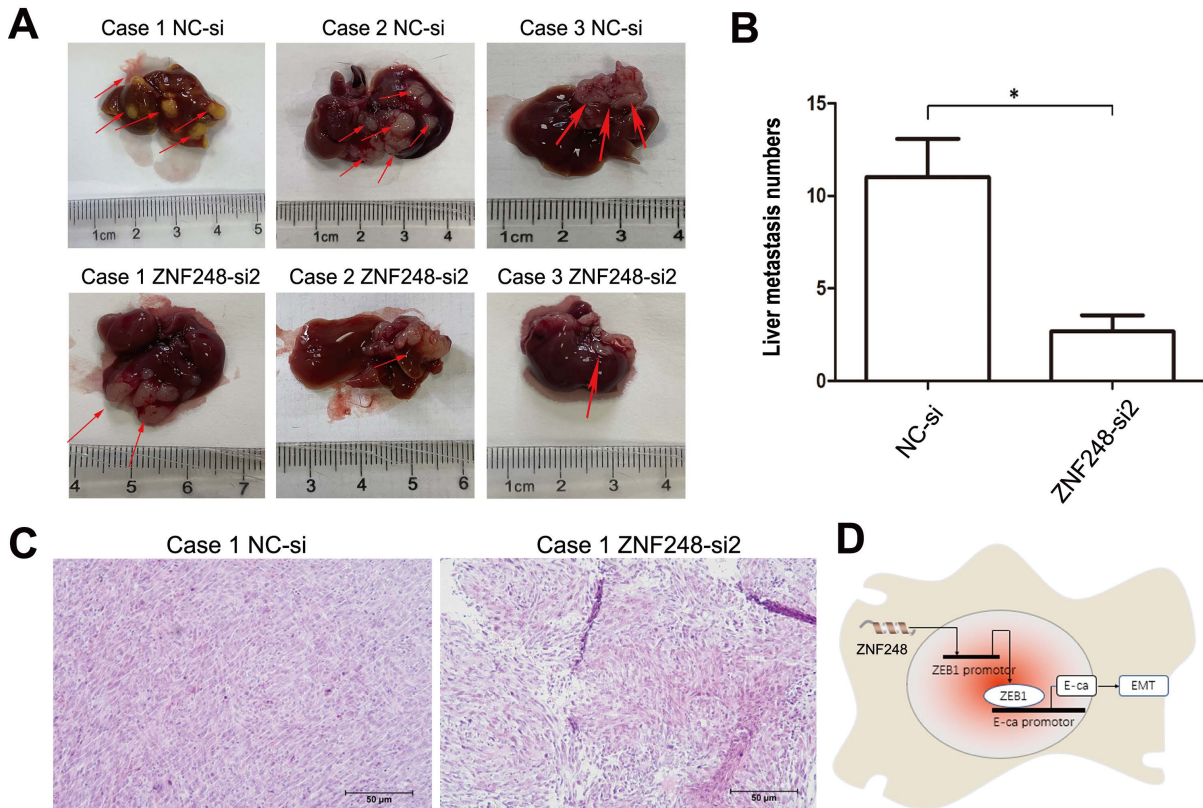 A
Case 1 NC-si
Case 2 NC-si
Case 3 NC-si
1cm 2 3 4 5
1cm 2 3 4
1cm 2 3 4
Case 1 ZNF248-si2
Case 2 ZNF248-si2
Case 3 ZNF248-si2
4 5 6 7
3 4 5 6
1cm 2 3 4
B
*
15
10
5
0
Liver metastasis numbers
NC-si
ZNF248-si2
C
Case 1 NC-si
Case 1 ZNF248-si2
50 µm
50 µm
D
ZNF248
ZEB1 promotor
ZEB1
E-ca
EMT
E-ca promotor